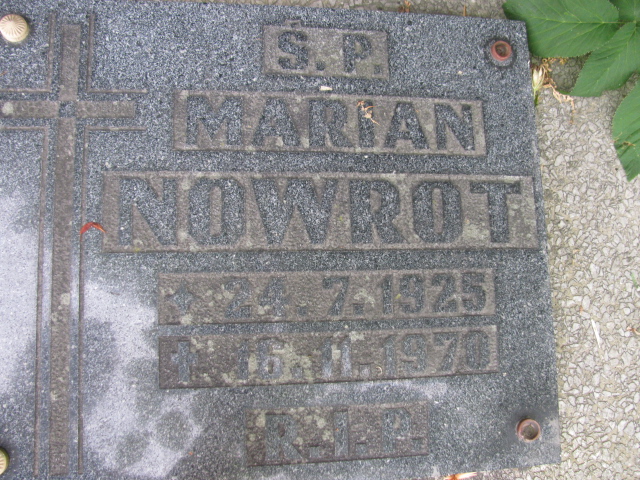 Ś.P.
MARIAN
NOWROT
✦ 24.7.1925
✝ 16.11.1970
R.I.P.